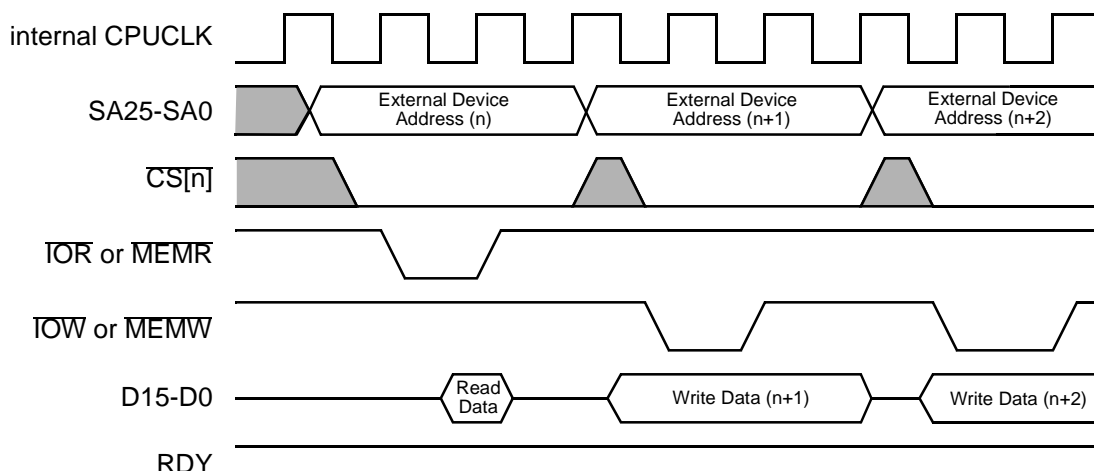 internal CPUCLK
SA25-SA0
External Device
Address (n)
External Device
Address (n+1)
External Device
Address (n+2)
CS[n]
IOR or MEMR
IOW or MEMW
D15-D0
Read
Data
Write Data (n+1)
Write Data (n+2)
RDY